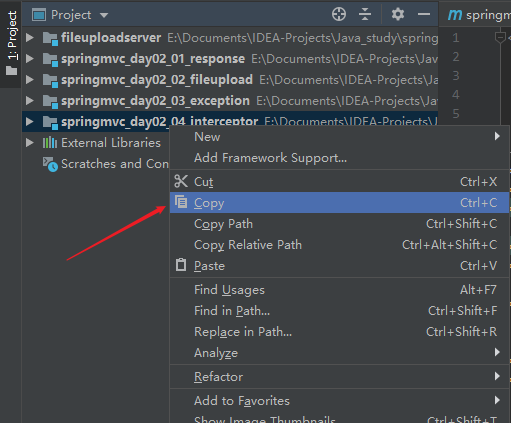 1: Project
Project
springm
fileuploadserver E:\Documents\IDEA-Projects\Java_study\spring
springmvc_day02_01_response E:\Documents\IDEA-Projects\Jav
springmvc_day02_02_fileupload E:\Documents\IDEA-Projects\Ja
springmvc_day02_03_exception E:\Documents\IDEA-Projects\Ja
springmvc_day02_04_interceptor E:\Documents\IDEA-Projects\J
External Libraries
Scratches and Con
1
2
3
4
5
New
Add Framework Support...
Cut Ctrl+X
Copy Ctrl+C
Copy Path Ctrl+Shift+C
Copy Relative Path Ctrl+Alt+Shift+C
Paste Ctrl+V
Find Usages Alt+F7
Find in Path... Ctrl+Shift+F
Replace in Path... Ctrl+Shift+R
Analyze
Refactor
Add to Favorites
Show Image Thumbnails Ctrl+Shift+T